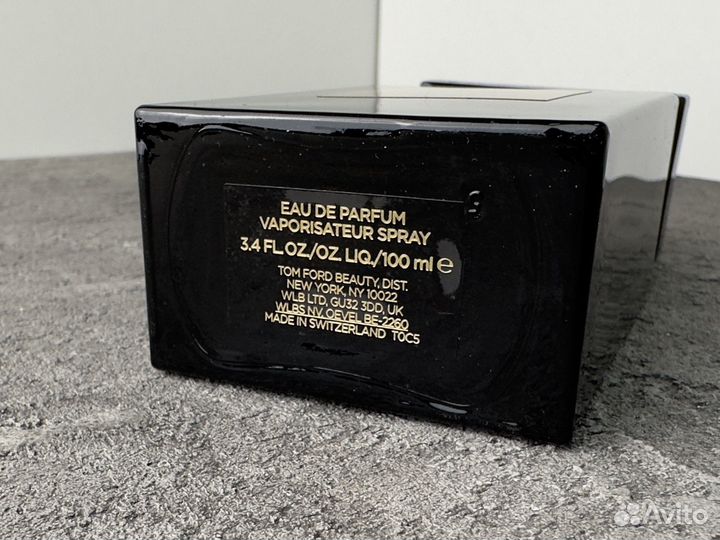 EAU DE PARFUM
VAPORISATEUR SPRAY
3.4 FL OZ./OZ. LIQ./100 ml ℮
TOM FORD BEAUTY, DIST.
NEW YORK, NY 10022
WLB LTD, GU32 3DD, UK
WLBS NV. OEVEL BE-2260
MADE IN SWITZERLAND T0C5
Avito